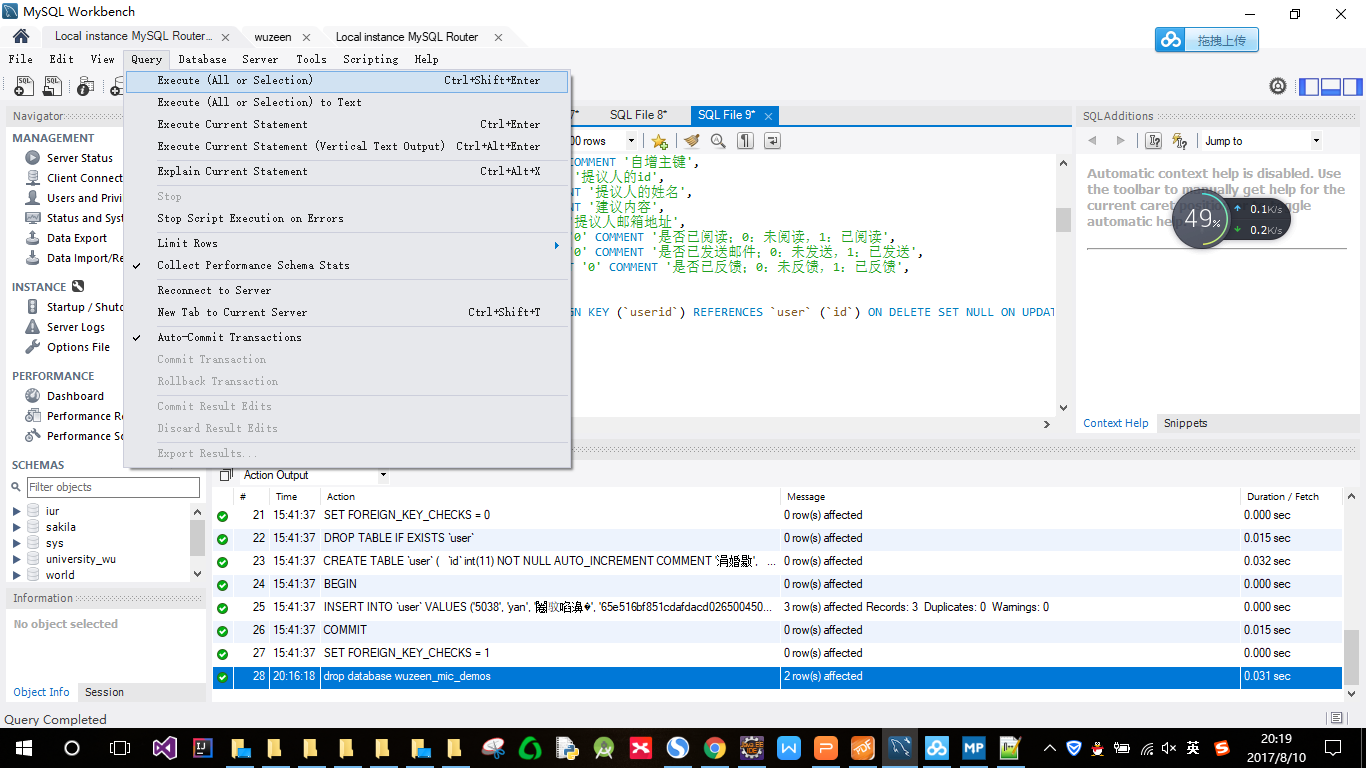 MySQL Workbench
Local instance MySQL Router...
wuzeen
Local instance MySQL Router
拖拽上传
File Edit View Query Database Server Tools Scripting Help
Execute (All or Selection) Ctrl+Shift+Enter
Execute (All or Selection) to Text
Execute Current Statement Ctrl+Enter
Execute Current Statement (Vertical Text Output) Ctrl+Alt+Enter
Explain Current Statement Ctrl+Alt+X
Stop
Stop Script Execution on Errors
Limit Rows
Collect Performance Schema Stats
Reconnect to Server
New Tab to Current Server Ctrl+Shift+T
Auto-Commit Transactions
Commit Transaction
Rollback Transaction
Commit Result Edits
Discard Result Edits
Export Results...
Navigator
MANAGEMENT
Server Status
Client Connect
Users and Privi
Status and Sys
Data Export
Data Import/Re
INSTANCE
Startup / Shutd
Server Logs
Options File
PERFORMANCE
Dashboard
Performance Re
Performance Sc
SCHEMAS
Filter objects
iur
sakila
sys
university_wu
world
Information
No object selected
Object Info Session
7* SQL File 8* SQL File 9*
00 rows
COMMENT '自增主键',
'提议人的id',
NT '提议人的姓名',
NT '建议内容',
'提议人邮箱地址',
'0' COMMENT '是否已阅读；0：未阅读，1：已阅读',
'0' COMMENT '是否已发送邮件；0：未发送，1：已发送',
'0' COMMENT '是否已反馈；0：未反馈，1：已反馈',
GN KEY (`userid`) REFERENCES `user` (`id`) ON DELETE SET NULL ON UPDAT
SQLAdditions
Jump to
Automatic context help is disabled. Use
the toolbar to manually get help for the
current caret
automatic help
49%
0.1K/s
0.2K/s
Context Help Snippets
Action Output
# Time Action Message Duration / Fetch
21 15:41:37 SET FOREIGN_KEY_CHECKS = 0 0 row(s) affected 0.000 sec
22 15:41:37 DROP TABLE IF EXISTS `user` 0 row(s) affected 0.015 sec
23 15:41:37 CREATE TABLE `user` ( `id` int(11) NOT NULL AUTO_INCREMENT COMMENT ... 0 row(s) affected 0.032 sec
24 15:41:37 BEGIN 0 row(s) affected 0.000 sec
25 15:41:37 INSERT INTO `user` VALUES ('5038', 'yan', '65e516bf851cdafdacd026500450... 3 row(s) affected Records: 3 Duplicates: 0 Warnings: 0 0.000 sec
26 15:41:37 COMMIT 0 row(s) affected 0.015 sec
27 15:41:37 SET FOREIGN_KEY_CHECKS = 1 0 row(s) affected 0.000 sec
28 20:16:18 drop database wuzeen_mic_demos 2 row(s) affected 0.031 sec
Query Completed
英
20:19
2017/8/10